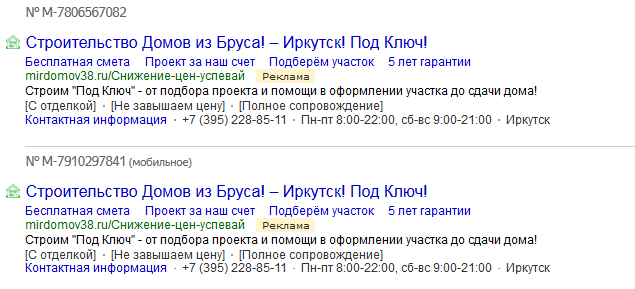 № M-7806567082
Строительство Домов из Бруса! – Иркутск! Под Ключ!
Бесплатная смета Проект за наш счет Подберём участок 5 лет гарантии
mirdomov38.ru/Снижение-цен-успевай Реклама
Строим "Под Ключ" - от подбора проекта и помощи в оформлении участка до сдачи дома!
[С отделкой] · [Не завышаем цену] · [Полное сопровождение]
Контактная информация · +7 (395) 228-85-11 · Пн-пт 8:00-22:00, сб-вс 9:00-21:00 · Иркутск
№ M-7910297841 (мобильное)
Строительство Домов из Бруса! – Иркутск! Под Ключ!
Бесплатная смета Проект за наш счет Подберём участок 5 лет гарантии
mirdomov38.ru/Снижение-цен-успевай Реклама
Строим "Под Ключ" - от подбора проекта и помощи в оформлении участка до сдачи дома!
[С отделкой] · [Не завышаем цену] · [Полное сопровождение]
Контактная информация · +7 (395) 228-85-11 · Пн-пт 8:00-22:00, сб-вс 9:00-21:00 · Иркутск